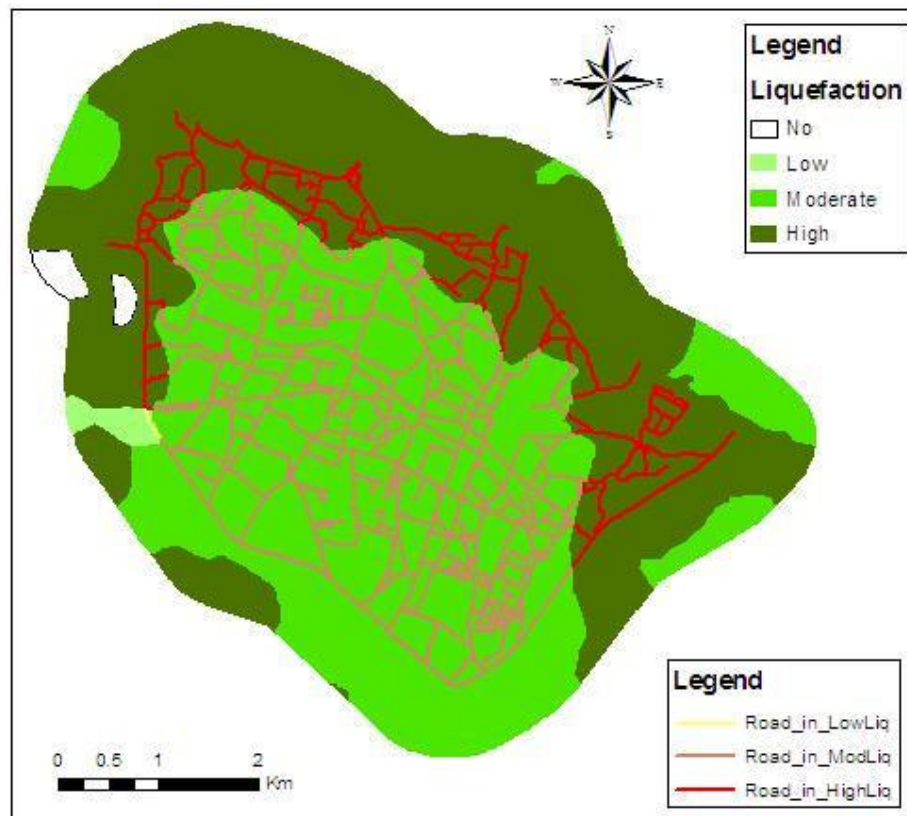 N
W E
S
Legend
Liquefaction
No
Low
Moderate
High
Legend
Road_in_LowLiq
Road_in_ModLiq
Road_in_HighLiq
0 0.5 1 2
Km